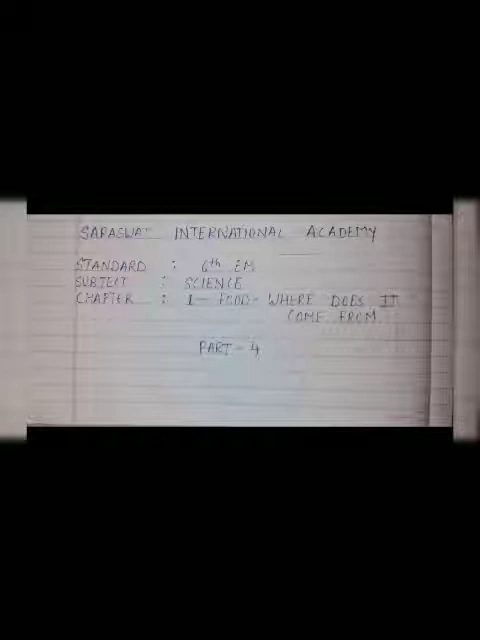 SARASWAT INTERNATIONAL ACADEMY
STANDARD : 6th EM
SUBJECT : SCIENCE
CHAPTER : 1 - FOOD - WHERE DOES IT
COME FROM
PART - 4